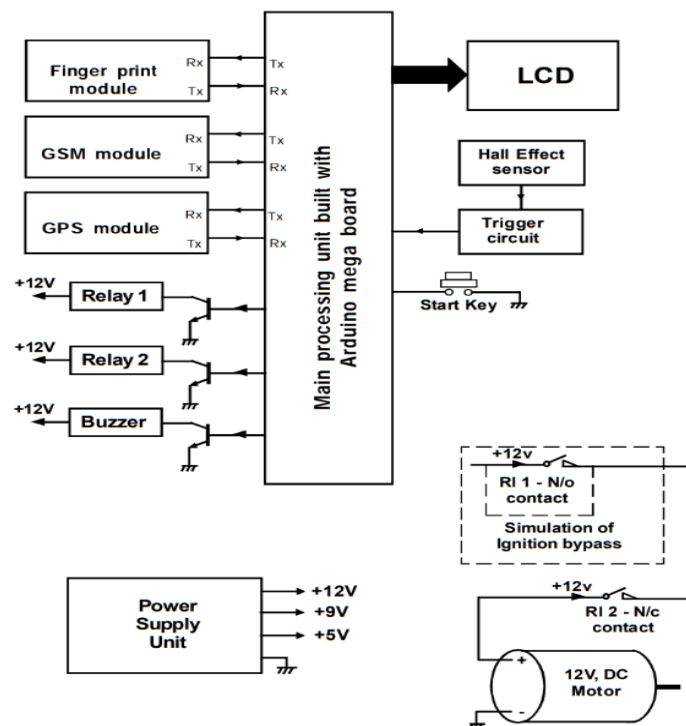 Finger print
module
Rx
Tx
Tx
Rx
GSM module
Rx
Tx
Tx
Rx
GPS module
Rx
Tx
Tx
Rx
+12V
Relay 1
+12V
Relay 2
+12V
Buzzer
Main processing unit built with
Arduino mega board
LCD
Hall Effect
sensor
Trigger
circuit
Start Key
+12v
Rl 1 - N/o
contact
Simulation of
Ignition bypass
Power
Supply
Unit
+12V
+9V
+5V
+12v
Rl 2 - N/c
contact
+
-
12V, DC
Motor